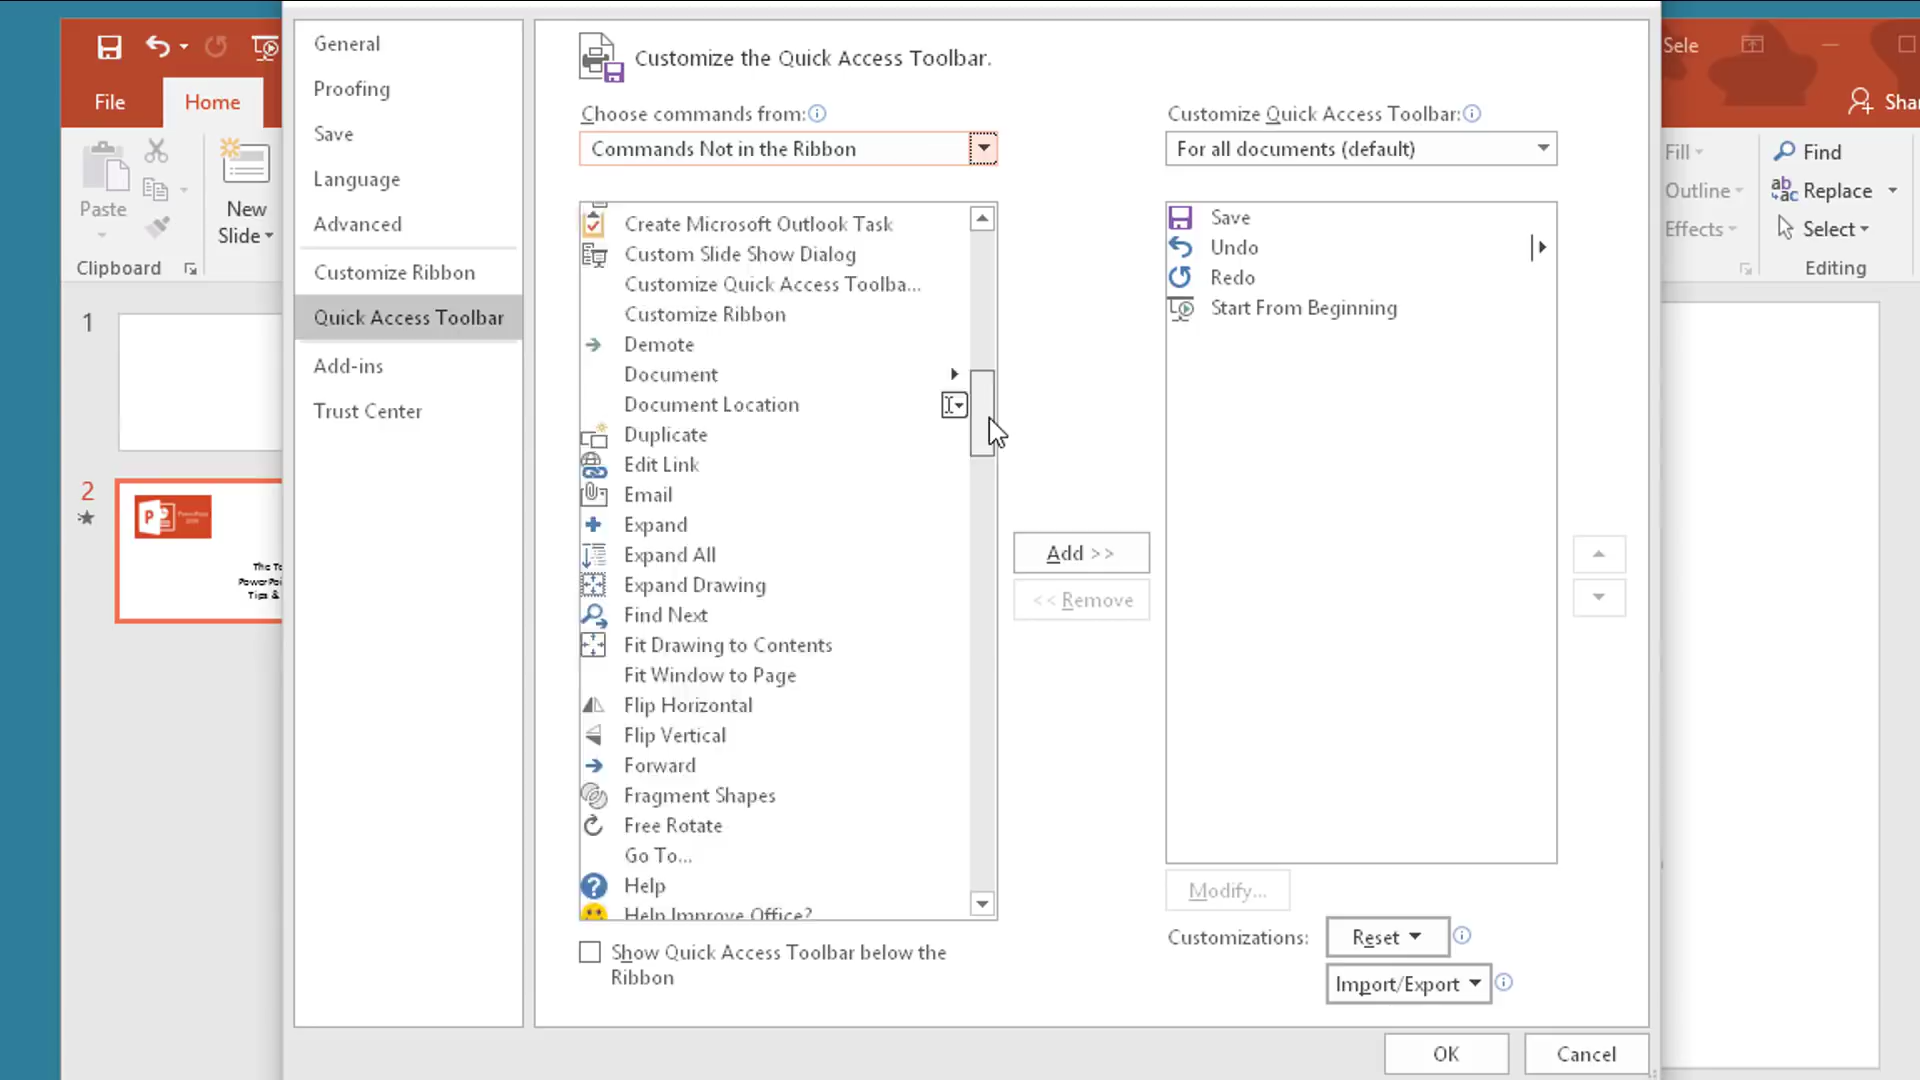 General
Proofing
Save
Language
Advanced
Customize Ribbon
Quick Access Toolbar
Add-ins
Trust Center
Customize the Quick Access Toolbar.
Choose commands from:
Commands Not in the Ribbon
Create Microsoft Outlook Task
Custom Slide Show Dialog
Customize Quick Access Toolba...
Customize Ribbon
Demote
Document
Document Location
Duplicate
Edit Link
Email
Expand
Expand All
Expand Drawing
Find Next
Fit Drawing to Contents
Fit Window to Page
Flip Horizontal
Flip Vertical
Forward
Fragment Shapes
Free Rotate
Go To...
Help
Help Improve Office?
Show Quick Access Toolbar below the
Ribbon
Add >>
<< Remove
Customize Quick Access Toolbar:
For all documents (default)
Save
Undo
Redo
Start From Beginning
Modify...
Customizations:
Reset
Import/Export
OK
Cancel
File
Home
Paste
New
Slide
Clipboard
1
2
P
The
PowerPoi
Tips &
Sele
Shar
Fill
Outline
Effects
Find
Replace
Select
Editing